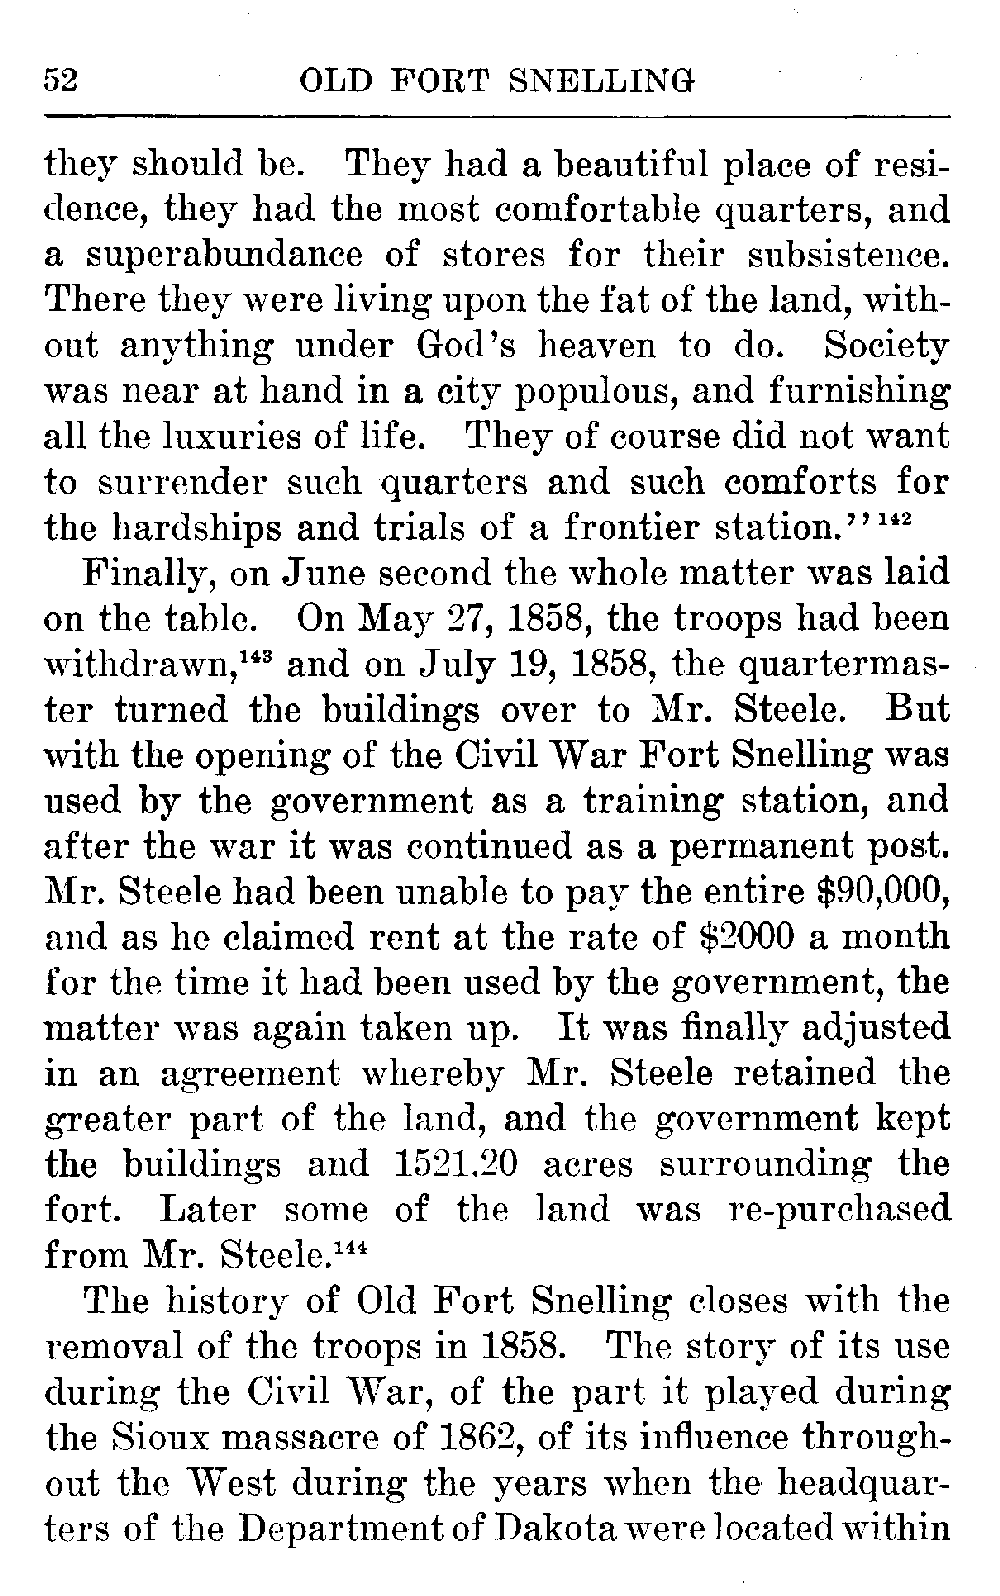 52 OLD FORT SNELLING
they should be. They had a beautiful place of resi-
dence, they had the most comfortable quarters, and
a superabundance of stores for their subsistence.
There they were living upon the fat of the land, with-
out anything under God's heaven to do. Society
was near at hand in a city populous, and furnishing
all the luxuries of life. They of course did not want
to surrender such quarters and such comforts for
the hardships and trials of a frontier station.''¹⁴²
Finally, on June second the whole matter was laid
on the table. On May 27, 1858, the troops had been
withdrawn,¹⁴³ and on July 19, 1858, the quartermas-
ter turned the buildings over to Mr. Steele. But
with the opening of the Civil War Fort Snelling was
used by the government as a training station, and
after the war it was continued as a permanent post.
Mr. Steele had been unable to pay the entire $90,000,
and as he claimed rent at the rate of $2000 a month
for the time it had been used by the government, the
matter was again taken up. It was finally adjusted
in an agreement whereby Mr. Steele retained the
greater part of the land, and the government kept
the buildings and 1521.20 acres surrounding the
fort. Later some of the land was re-purchased
from Mr. Steele.¹⁴⁴
The history of Old Fort Snelling closes with the
removal of the troops in 1858. The story of its use
during the Civil War, of the part it played during
the Sioux massacre of 1862, of its influence through-
out the West during the years when the headquar-
ters of the Department of Dakota were located within